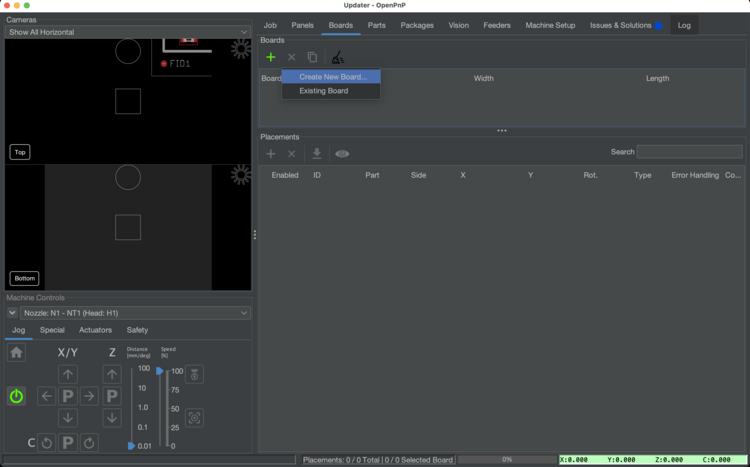 Updater - OpenPnP
Cameras
Show All Horizontal
FID1
Top
Bottom
Machine Controls
Nozzle: N1 - NT1 (Head: H1)
Jog Special Actuators Safety
X/Y Z Distance [mm/deg] Speed [%]
100 100
10 75
1.0 50
0.1 25
0.01 0
P P
C P
Job Panels Boards Parts Packages Vision Feeders Machine Setup Issues & Solutions Log
Boards
Board Width Length
Create New Board...
Existing Board
Placements
Search
Enabled ID Part Side X Y Rot. Type Error Handling Co...
Placements: 0 / 0 Total | 0 / 0 Selected Board 0% X:0.000 Y:0.000 Z:0.000 C:0.000